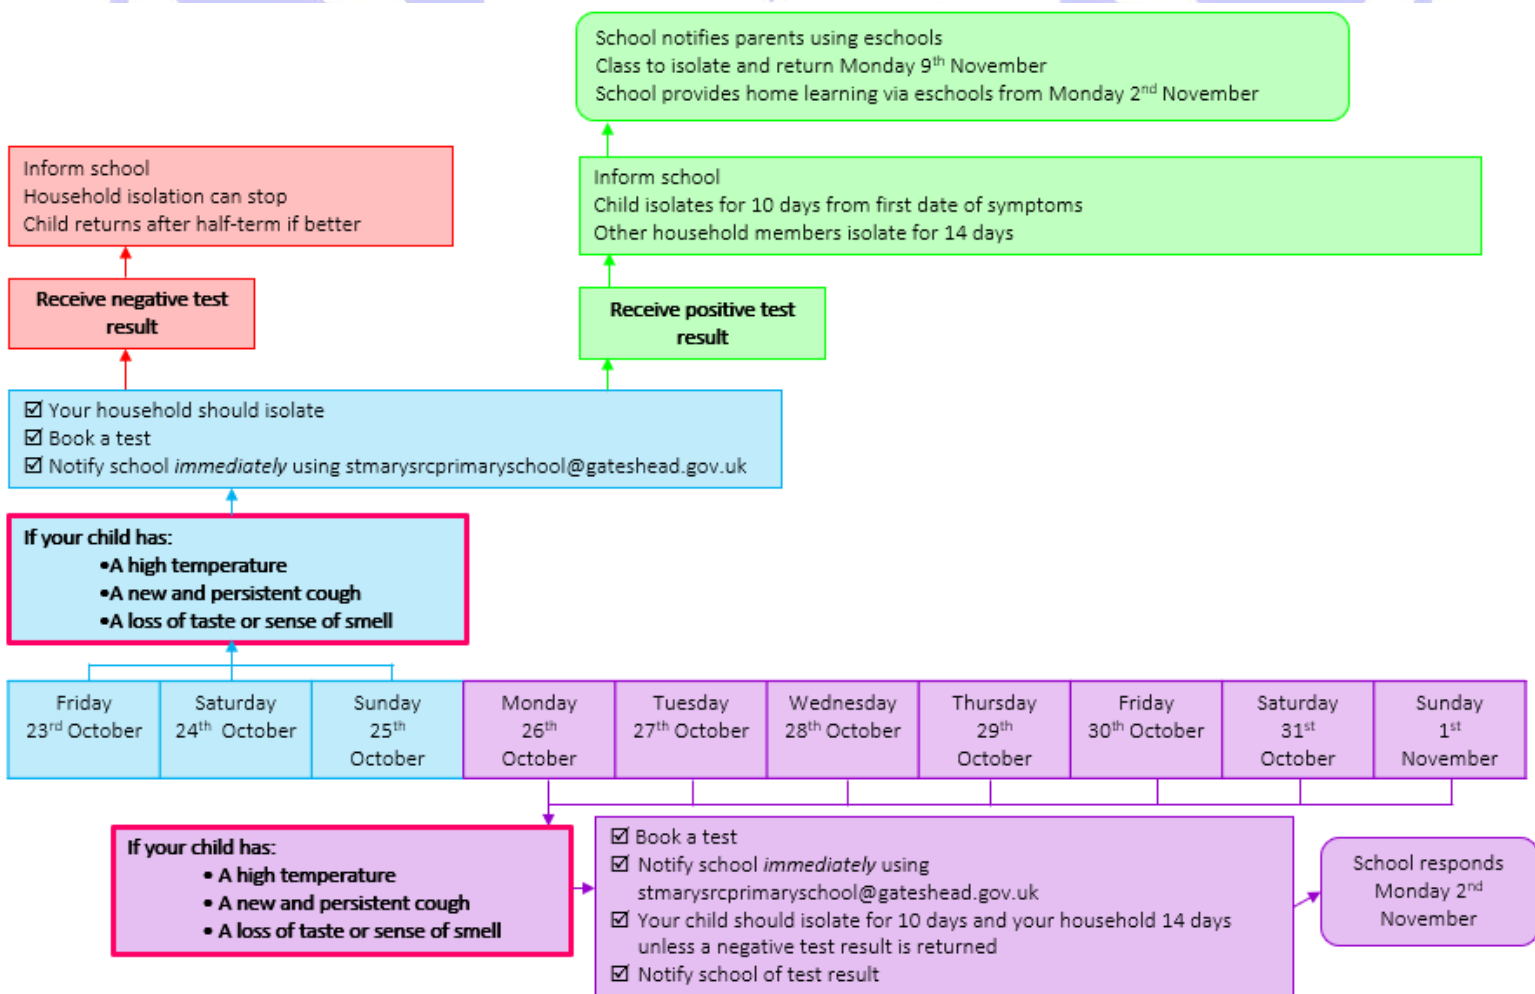 School notifies parents using eschools
Class to isolate and return Monday 9th November
School provides home learning via eschools from Monday 2nd November
Inform school
Household isolation can stop
Child returns after half-term if better
Inform school
Child isolates for 10 days from first date of symptoms
Other household members isolate for 14 days
Receive negative test
result
Receive positive test
result
☑ Your household should isolate
☑ Book a test
☑ Notify school immediately using stmarysrcprimaryschool@gateshead.gov.uk
If your child has:
•A high temperature
•A new and persistent cough
•A loss of taste or sense of smell
Friday
23rd October
Saturday
24th October
Sunday
25th
October
Monday
26th
October
Tuesday
27th October
Wednesday
28th October
Thursday
29th
October
Friday
30th October
Saturday
31st
October
Sunday
1st
November
If your child has:
• A high temperature
• A new and persistent cough
• A loss of taste or sense of smell
☑ Book a test
☑ Notify school immediately using
stmarysrcprimaryschool@gateshead.gov.uk
☑ Your child should isolate for 10 days and your household 14 days
unless a negative test result is returned
☑ Notify school of test result
School responds
Monday 2nd
November